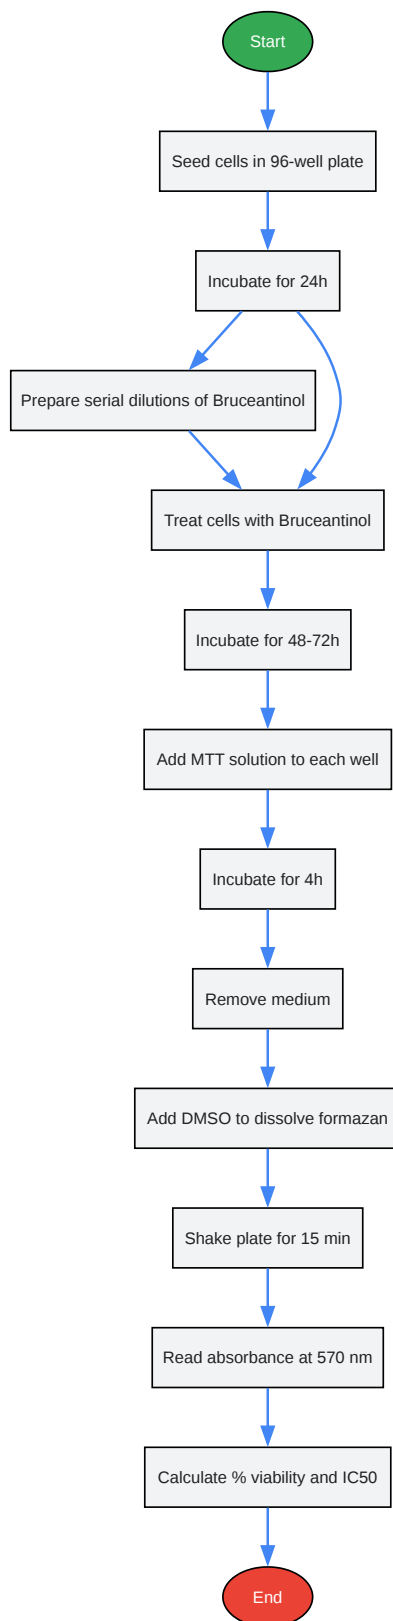 Start
Seed cells in 96-well plate
Incubate for 24h
Prepare serial dilutions of Bruceantinol
Treat cells with Bruceantinol
Incubate for 48-72h
Add MTT solution to each well
Incubate for 4h
Remove medium
Add DMSO to dissolve formazan
Shake plate for 15 min
Read absorbance at 570 nm
Calculate % viability and IC50
End